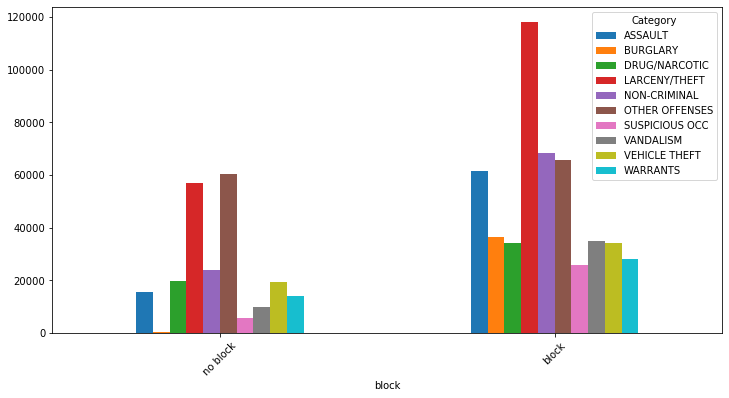 120000
100000
80000
60000
40000
20000
0
no block
block
block
Category
ASSAULT
BURGLARY
DRUG/NARCOTIC
LARCENY/THEFT
NON-CRIMINAL
OTHER OFFENSES
SUSPICIOUS OCC
VANDALISM
VEHICLE THEFT
WARRANTS